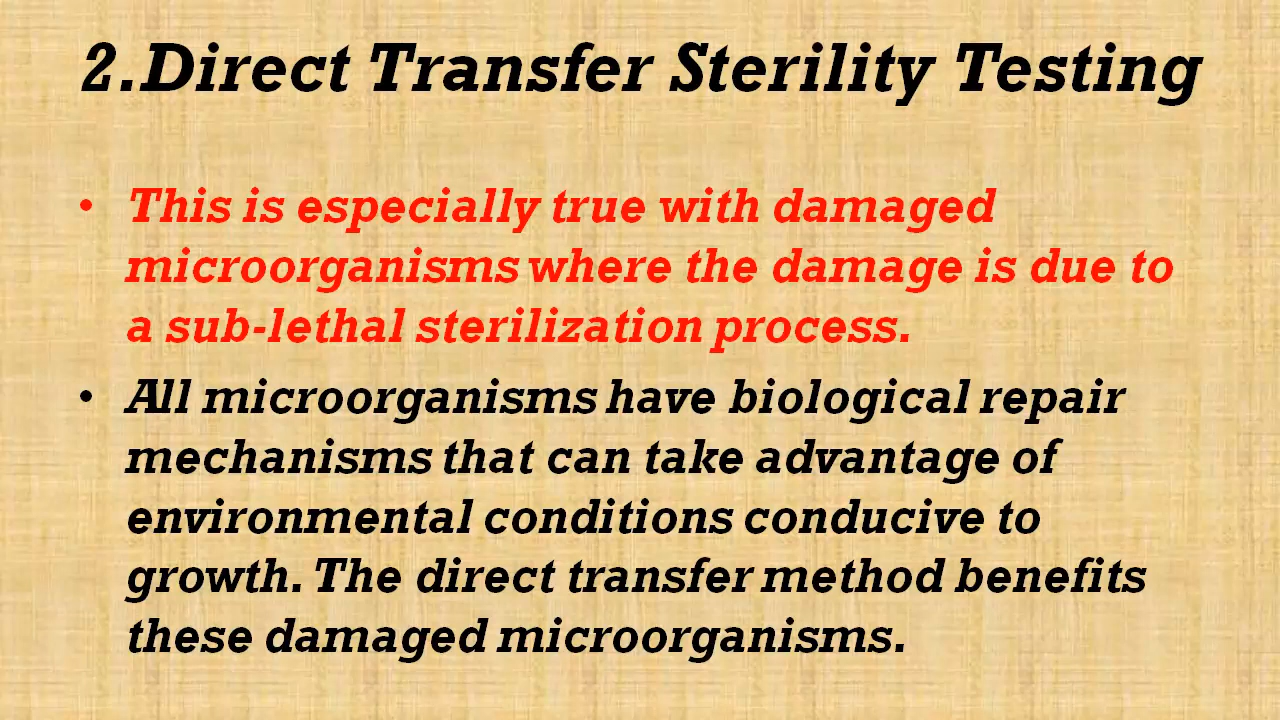 2.Direct Transfer Sterility Testing
• This is especially true with damaged
microorganisms where the damage is due to
a sub-lethal sterilization process.
• All microorganisms have biological repair
mechanisms that can take advantage of
environmental conditions conducive to
growth. The direct transfer method benefits
these damaged microorganisms.